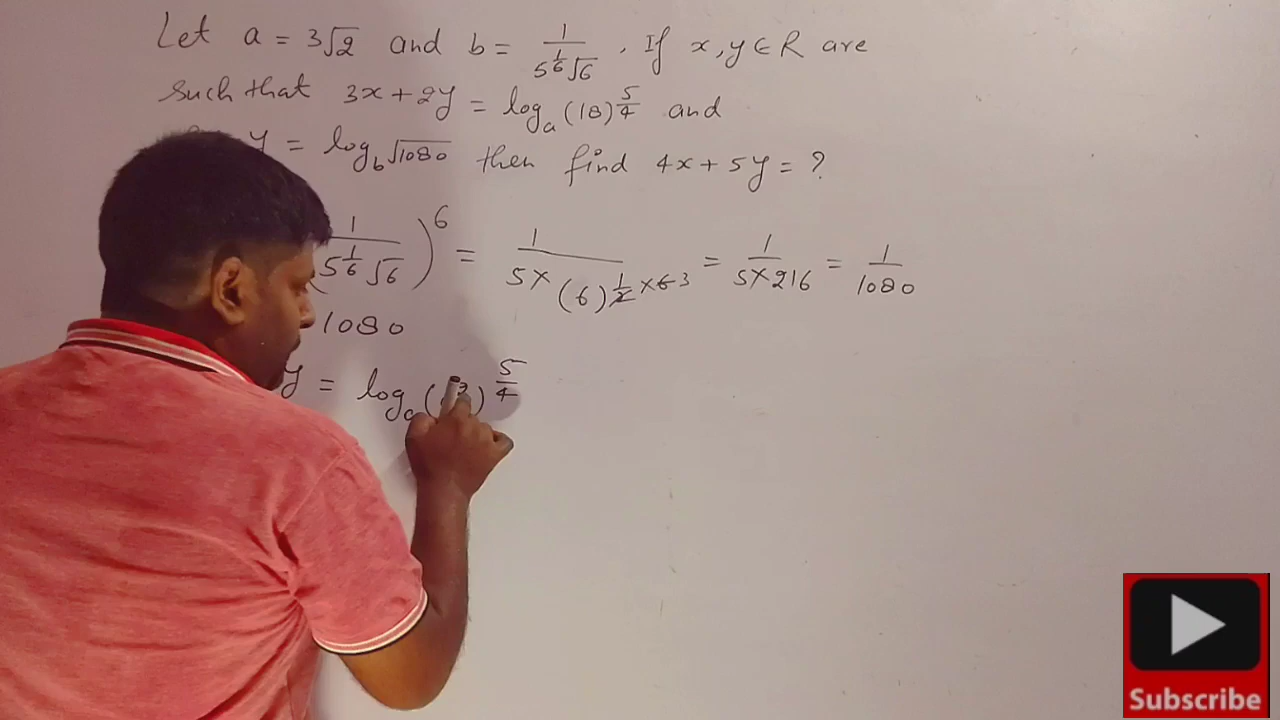 Let a = 3√2 and b = 1/(5^(1/6)√6). If x, y ∈ R are
such that 3x + 2y = log_a (18)^(5/4) and
y = log_b √1080 then find 4x + 5y = ?
1/(5^(1/6)√6))^6 = 1/(5×(6)^(1/2×6 3)) = 1/(5×216) = 1/1080
1080
y = log_a ( )^(5/4)
Subscribe